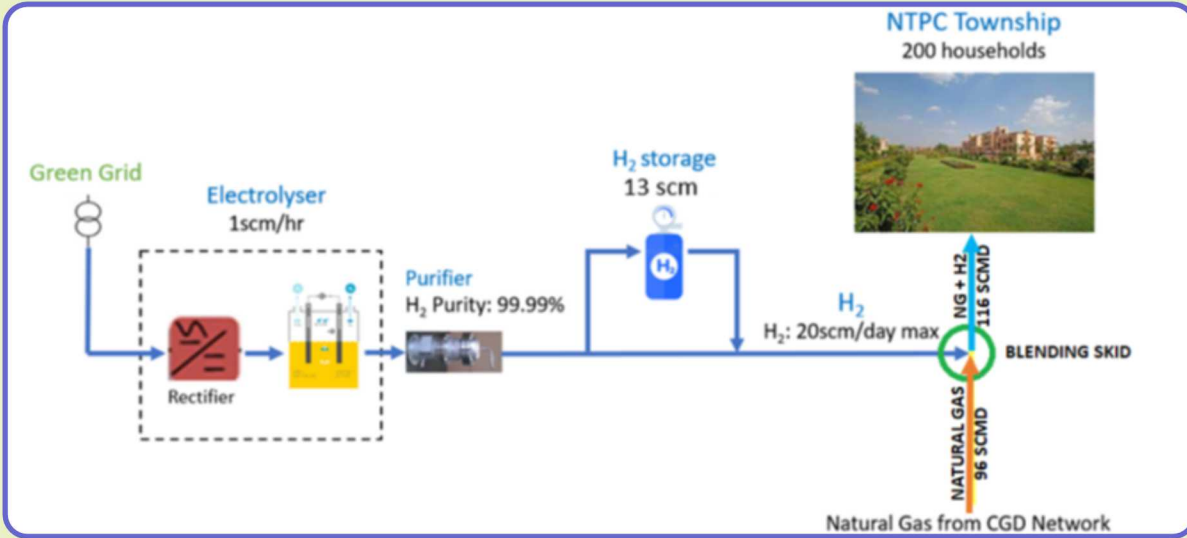 NTPC Township
200 households
Green Grid
Electrolyser
1scm/hr
Rectifier
Purifier
H₂ Purity: 99.99%
H₂ storage
13 scm
H₂
H₂
H₂: 20scm/day max
NG + H2
116 SCMD
BLENDING SKID
NATURAL GAS
96 SCMD
Natural Gas from CGD Network